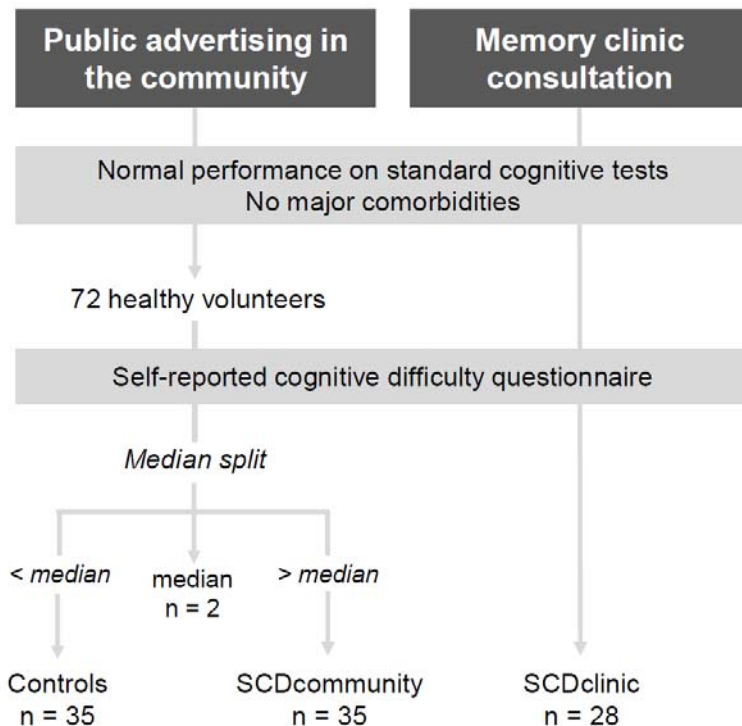 Public advertising in
the community
Memory clinic
consultation
Normal performance on standard cognitive tests
No major comorbidities
72 healthy volunteers
Self-reported cognitive difficulty questionnaire
Median split
< median
median
n = 2
> median
Controls
n = 35
SCDcommunity
n = 35
SCDclinic
n = 28